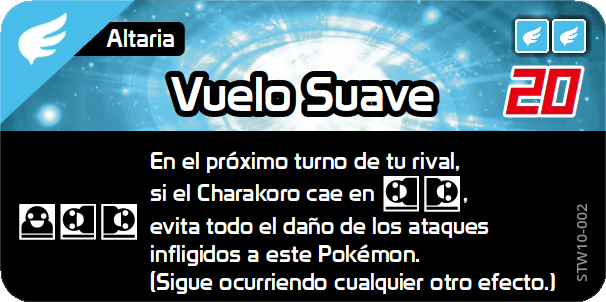 Altaria
Vuelo Suave
20
En el próximo turno de tu rival,
si el Charakoro cae en ,
evita todo el daño de los ataques
infligidos a este Pokémon.
(Sigue ocurriendo cualquier otro efecto.)
STW10-002